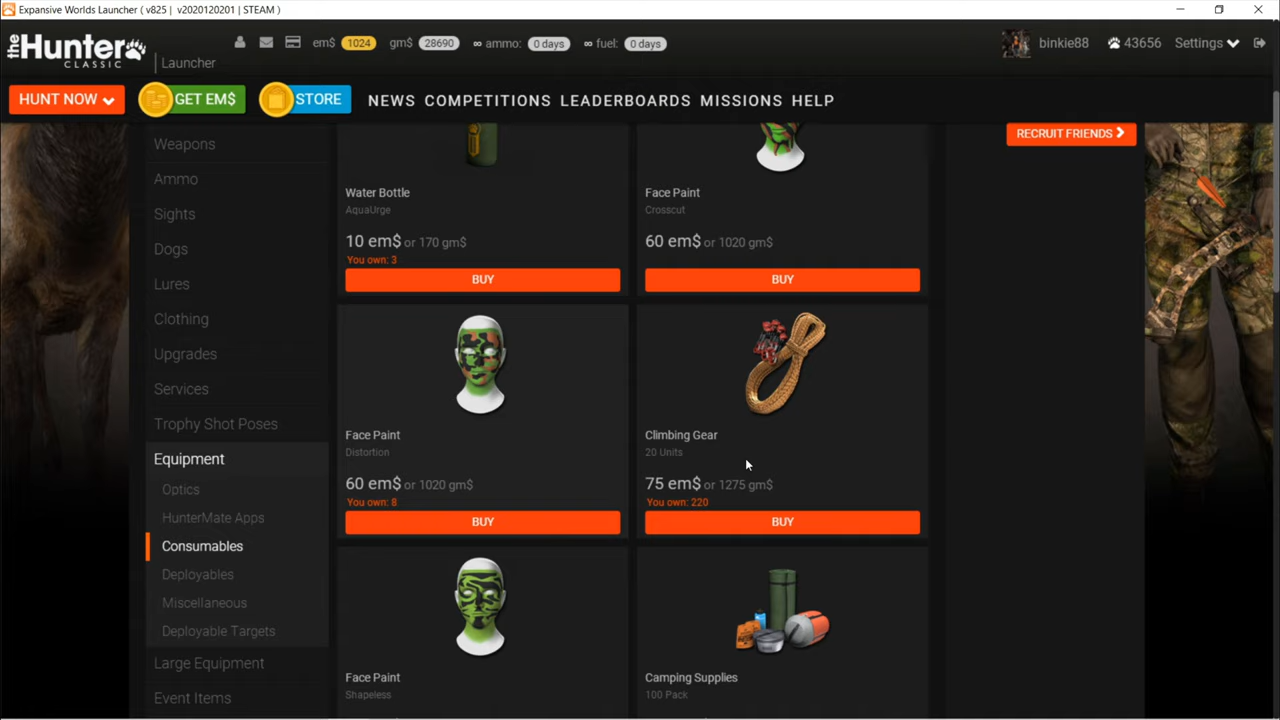 Expansive Worlds Launcher ( v825 | v2020120201 | STEAM )
theHunter CLASSIC | Launcher
em$ 1024 gm$ 28690 ∞ ammo: 0 days ∞ fuel: 0 days
binkie88 43656 Settings
HUNT NOW GET EM$ STORE NEWS COMPETITIONS LEADERBOARDS MISSIONS HELP
RECRUIT FRIENDS
Weapons
Ammo
Sights
Dogs
Lures
Clothing
Upgrades
Services
Trophy Shot Poses
Equipment
Optics
HunterMate Apps
Consumables
Deployables
Miscellaneous
Deployable Targets
Large Equipment
Event Items
Water Bottle
AquaUrge
10 em$ or 170 gm$
You own: 3
BUY
Face Paint
Crosscut
60 em$ or 1020 gm$
BUY
Face Paint
Distortion
60 em$ or 1020 gm$
You own: 8
BUY
Climbing Gear
20 Units
75 em$ or 1275 gm$
You own: 220
BUY
Face Paint
Shapeless
Camping Supplies
100 Pack